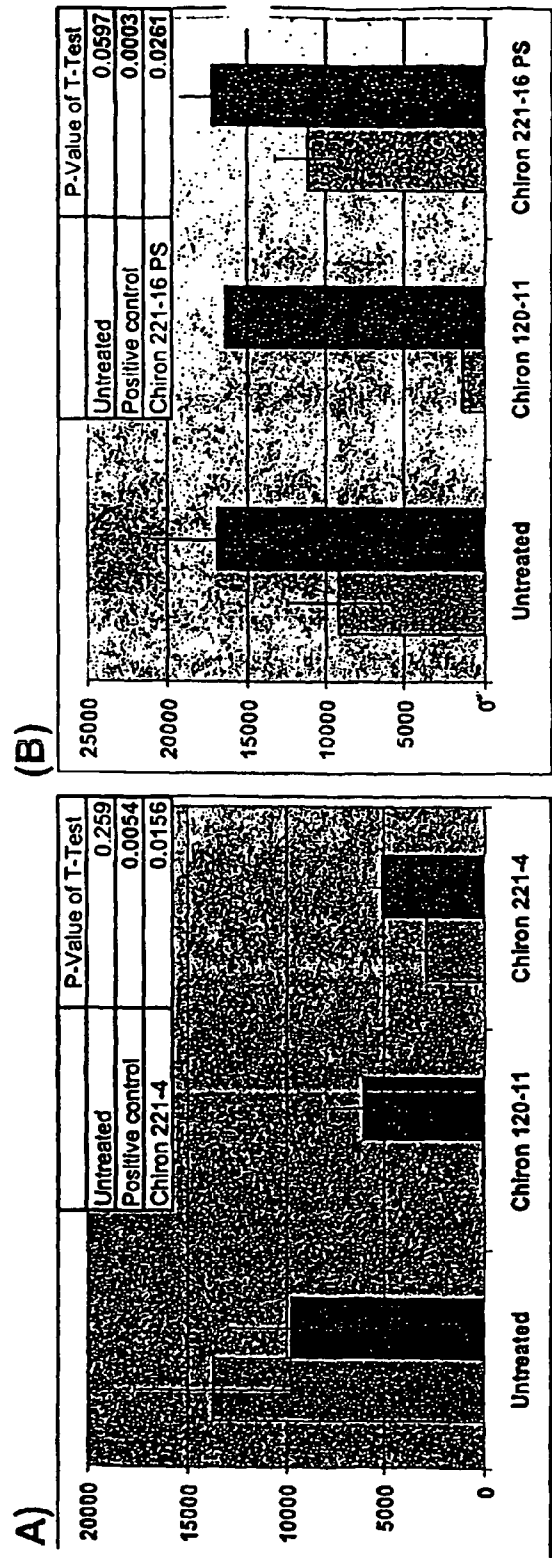 A)
P-Value of T-Test
Untreated 0.259
Positive control 0.0054
Chiron 221-4 0.0156
20000
15000
10000
5000
0
Untreated Chiron 120-11 Chiron 221-4
(B)
P-Value of T-Test
Untreated 0.0597
Positive control 0.0003
Chiron 221-16 PS 0.0261
25000
20000
15000
10000
5000
0
Untreated Chiron 120-11 Chiron 221-16 PS